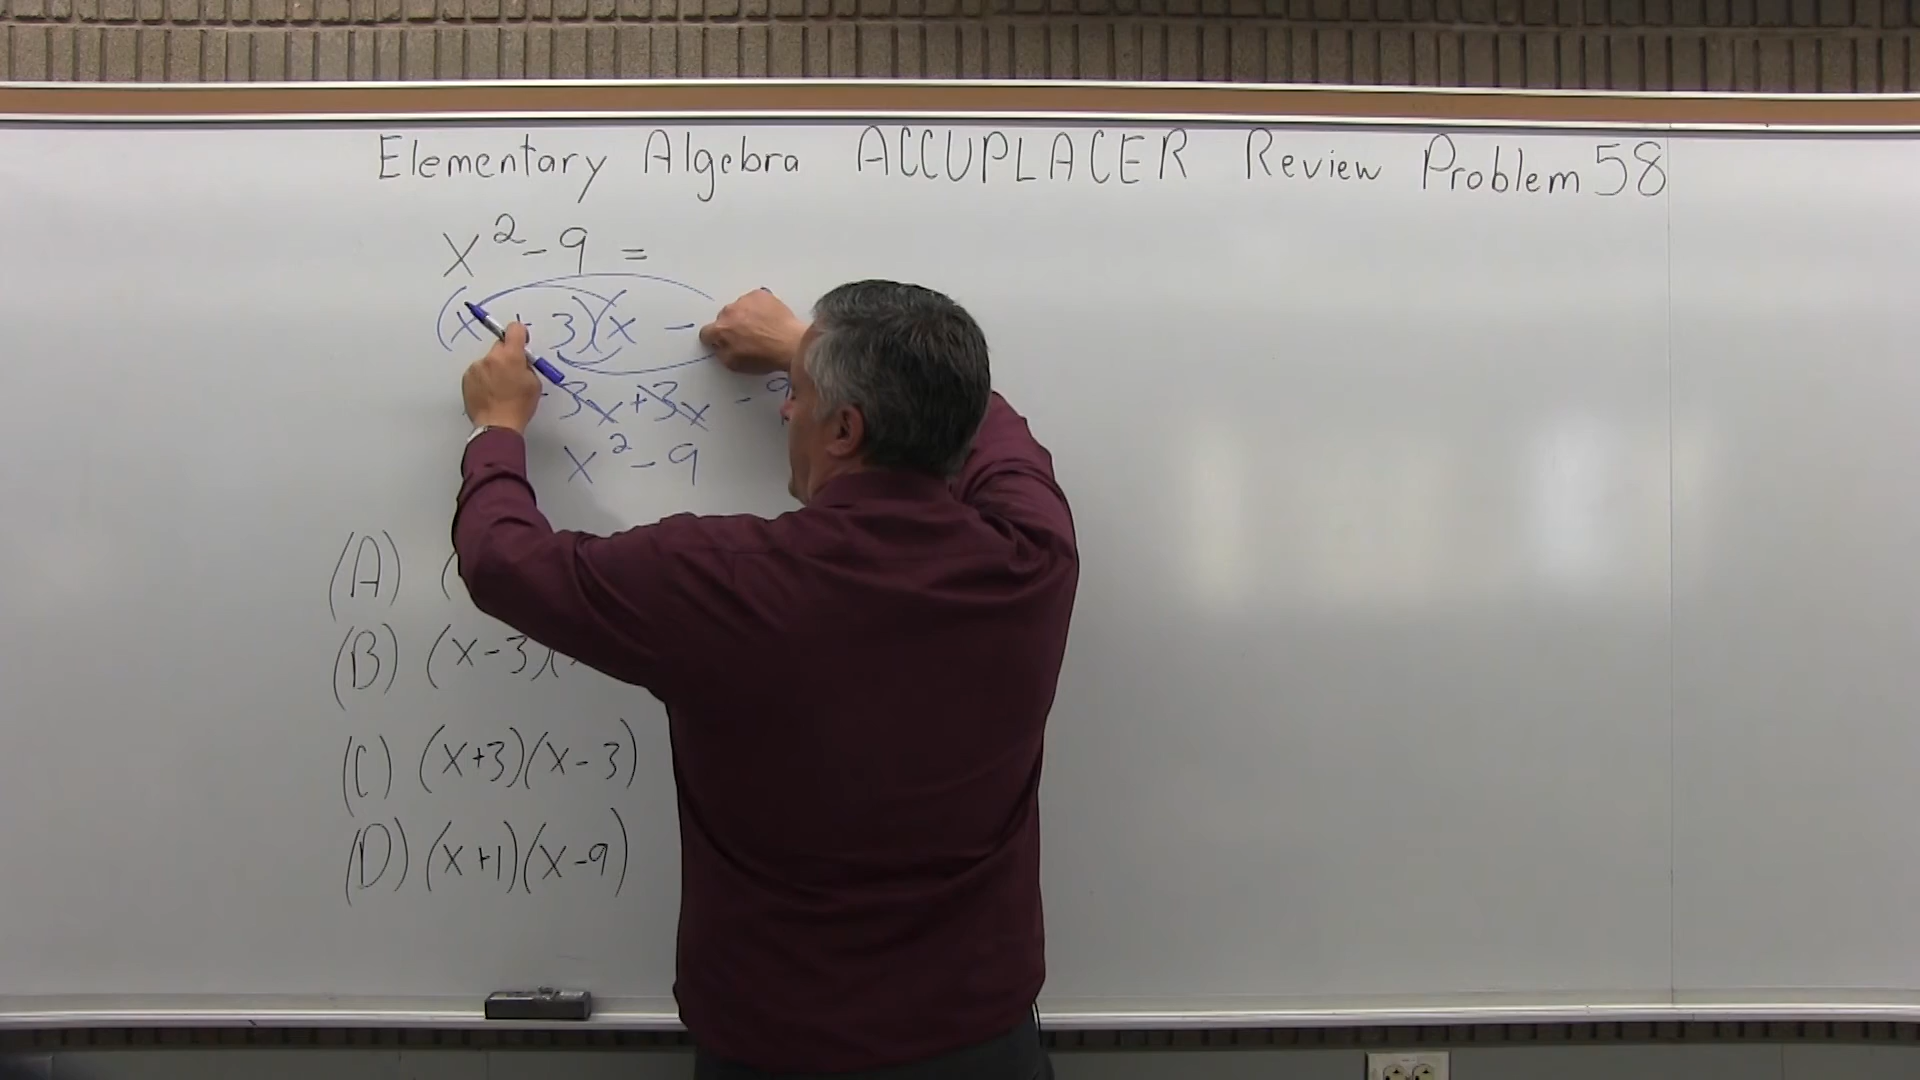 Elementary Algebra ACCUPLACER Review Problem 58
x² - 9 =
(x + 3)(x -
- 3x + 3x - 9
x² - 9
(A) (
(B) (x-3)(
(C) (x+3)(x-3)
(D) (x+1)(x-9)